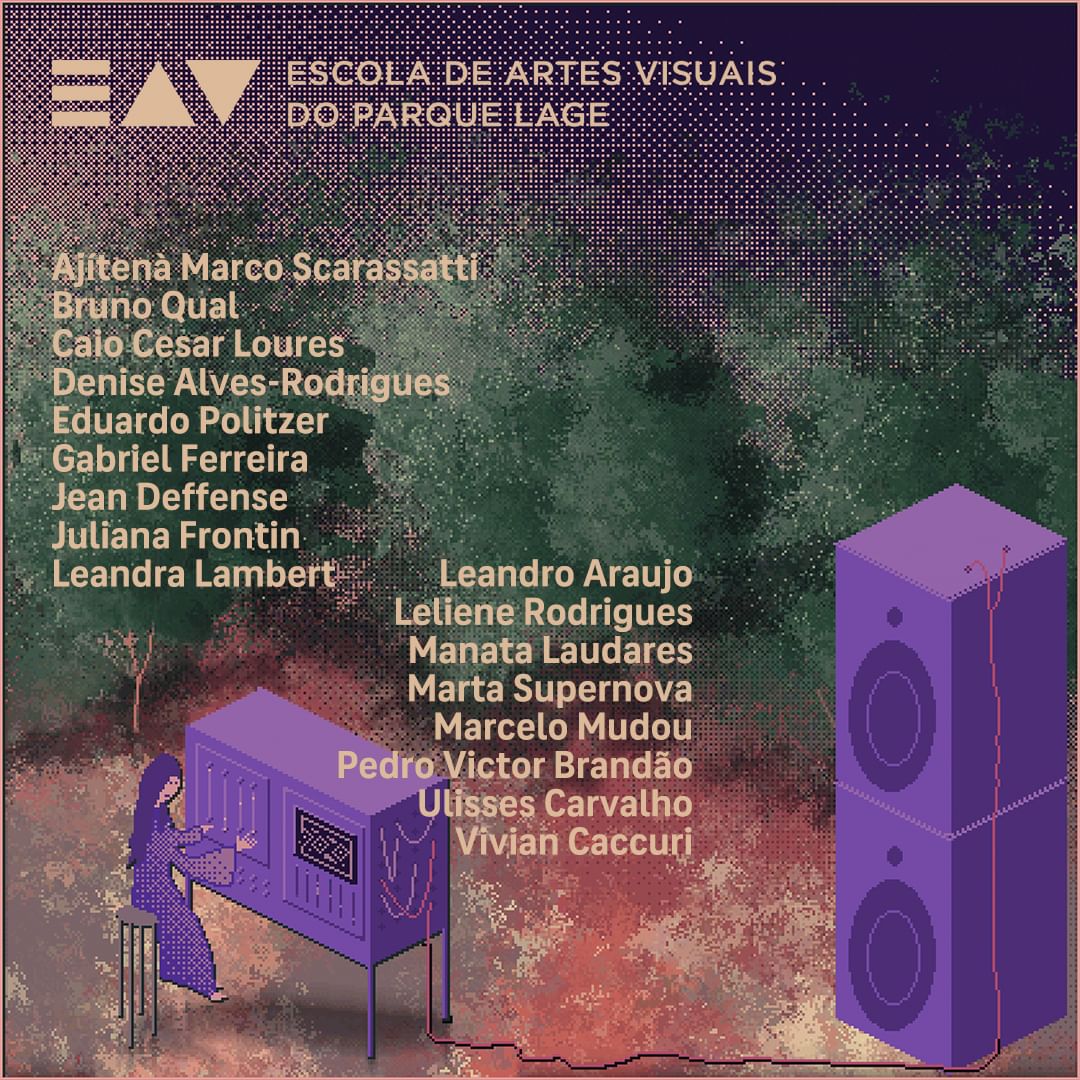 EAV
ESCOLA DE ARTES VISUAIS
DO PARQUE LAGE
Ajítenà Marco Scarassatti
Bruno Qual
Caio Cesar Loures
Denise Alves-Rodrigues
Eduardo Politzer
Gabriel Ferreira
Jean Deffense
Juliana Frontin
Leandra Lambert
Leandro Araujo
Leliene Rodrigues
Manata Laudares
Marta Supernova
Marcelo Mudou
Pedro Victor Brandão
Ulisses Carvalho
Vivian Caccuri